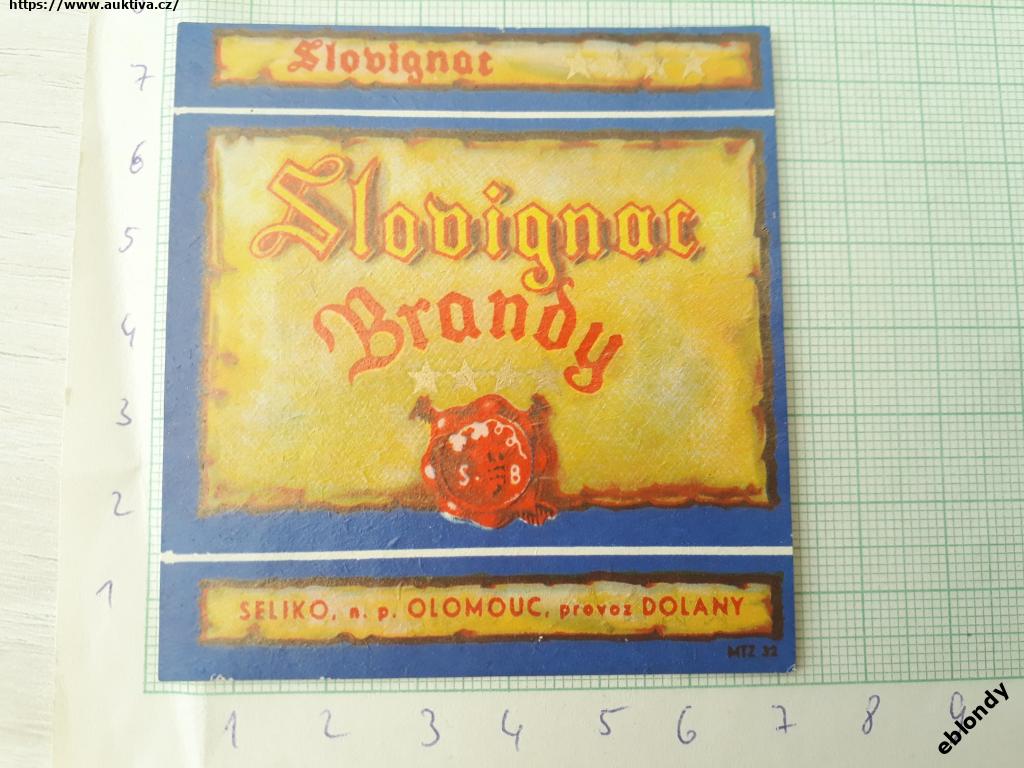 https://www.auktiva.cz/
Slovignac
7
6
Slovignac
5
Brandy
4
3
S. B
2
1
SELIKO, n. p. OLOMOUC, provoz DOLANY
MTZ 32
1 2 3 4 5 6 7 8 9
eblondy